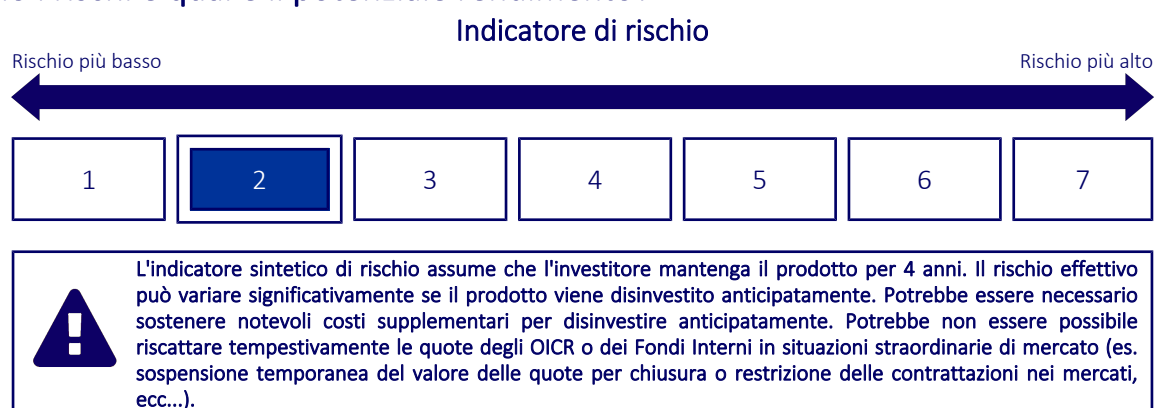 Indicatore di rischio
Rischio più basso
Rischio più alto
1 2 3 4 5 6 7
L'indicatore sintetico di rischio assume che l'investitore mantenga il prodotto per 4 anni. Il rischio effettivo
può variare significativamente se il prodotto viene disinvestito anticipatamente. Potrebbe essere necessario
sostenere notevoli costi supplementari per disinvestire anticipatamente. Potrebbe non essere possibile
riscattare tempestivamente le quote degli OICR o dei Fondi Interni in situazioni straordinarie di mercato (es.
sospensione temporanea del valore delle quote per chiusura o restrizione delle contrattazioni nei mercati,
ecc...).